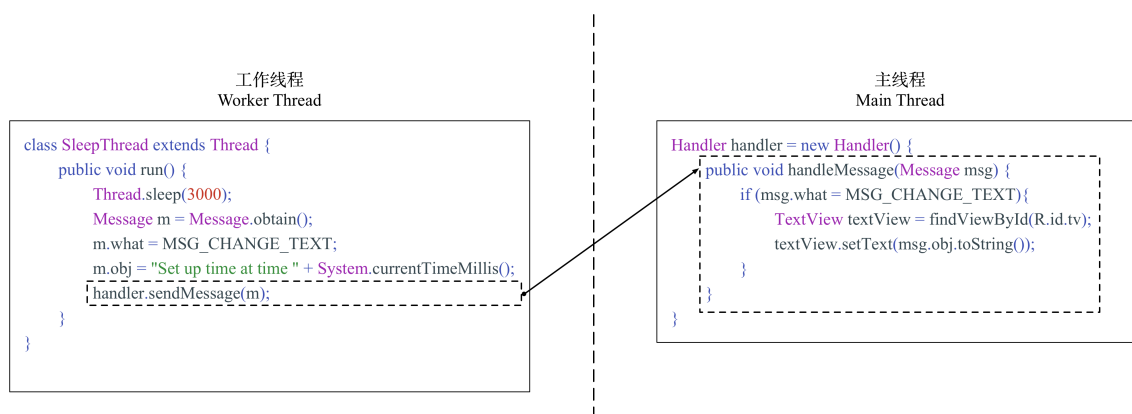 工作线程
Worker Thread
class SleepThread extends Thread {
public void run() {
Thread.sleep(3000);
Message m = Message.obtain();
m.what = MSG_CHANGE_TEXT;
m.obj = "Set up time at time " + System.currentTimeMillis();
handler.sendMessage(m);
}
}
主线程
Main Thread
Handler handler = new Handler() {
public void handleMessage(Message msg) {
if (msg.what = MSG_CHANGE_TEXT){
TextView textView = findViewById(R.id.tv);
textView.setText(msg.obj.toString());
}
}
}